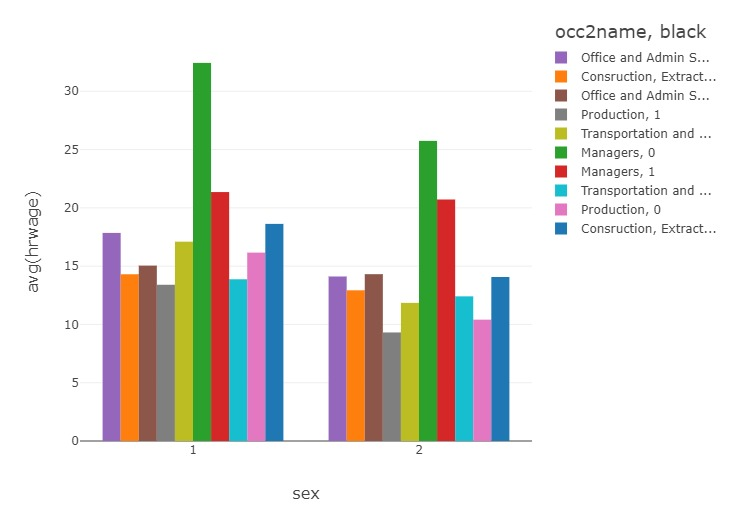 occ2name, black
Office and Admin S...
Consruction, Extract...
Office and Admin S...
Production, 1
Transportation and ...
Managers, 0
Managers, 1
Transportation and ...
Production, 0
Consruction, Extract...
avg(hrwage)
30
25
20
15
10
5
0
1
2
sex